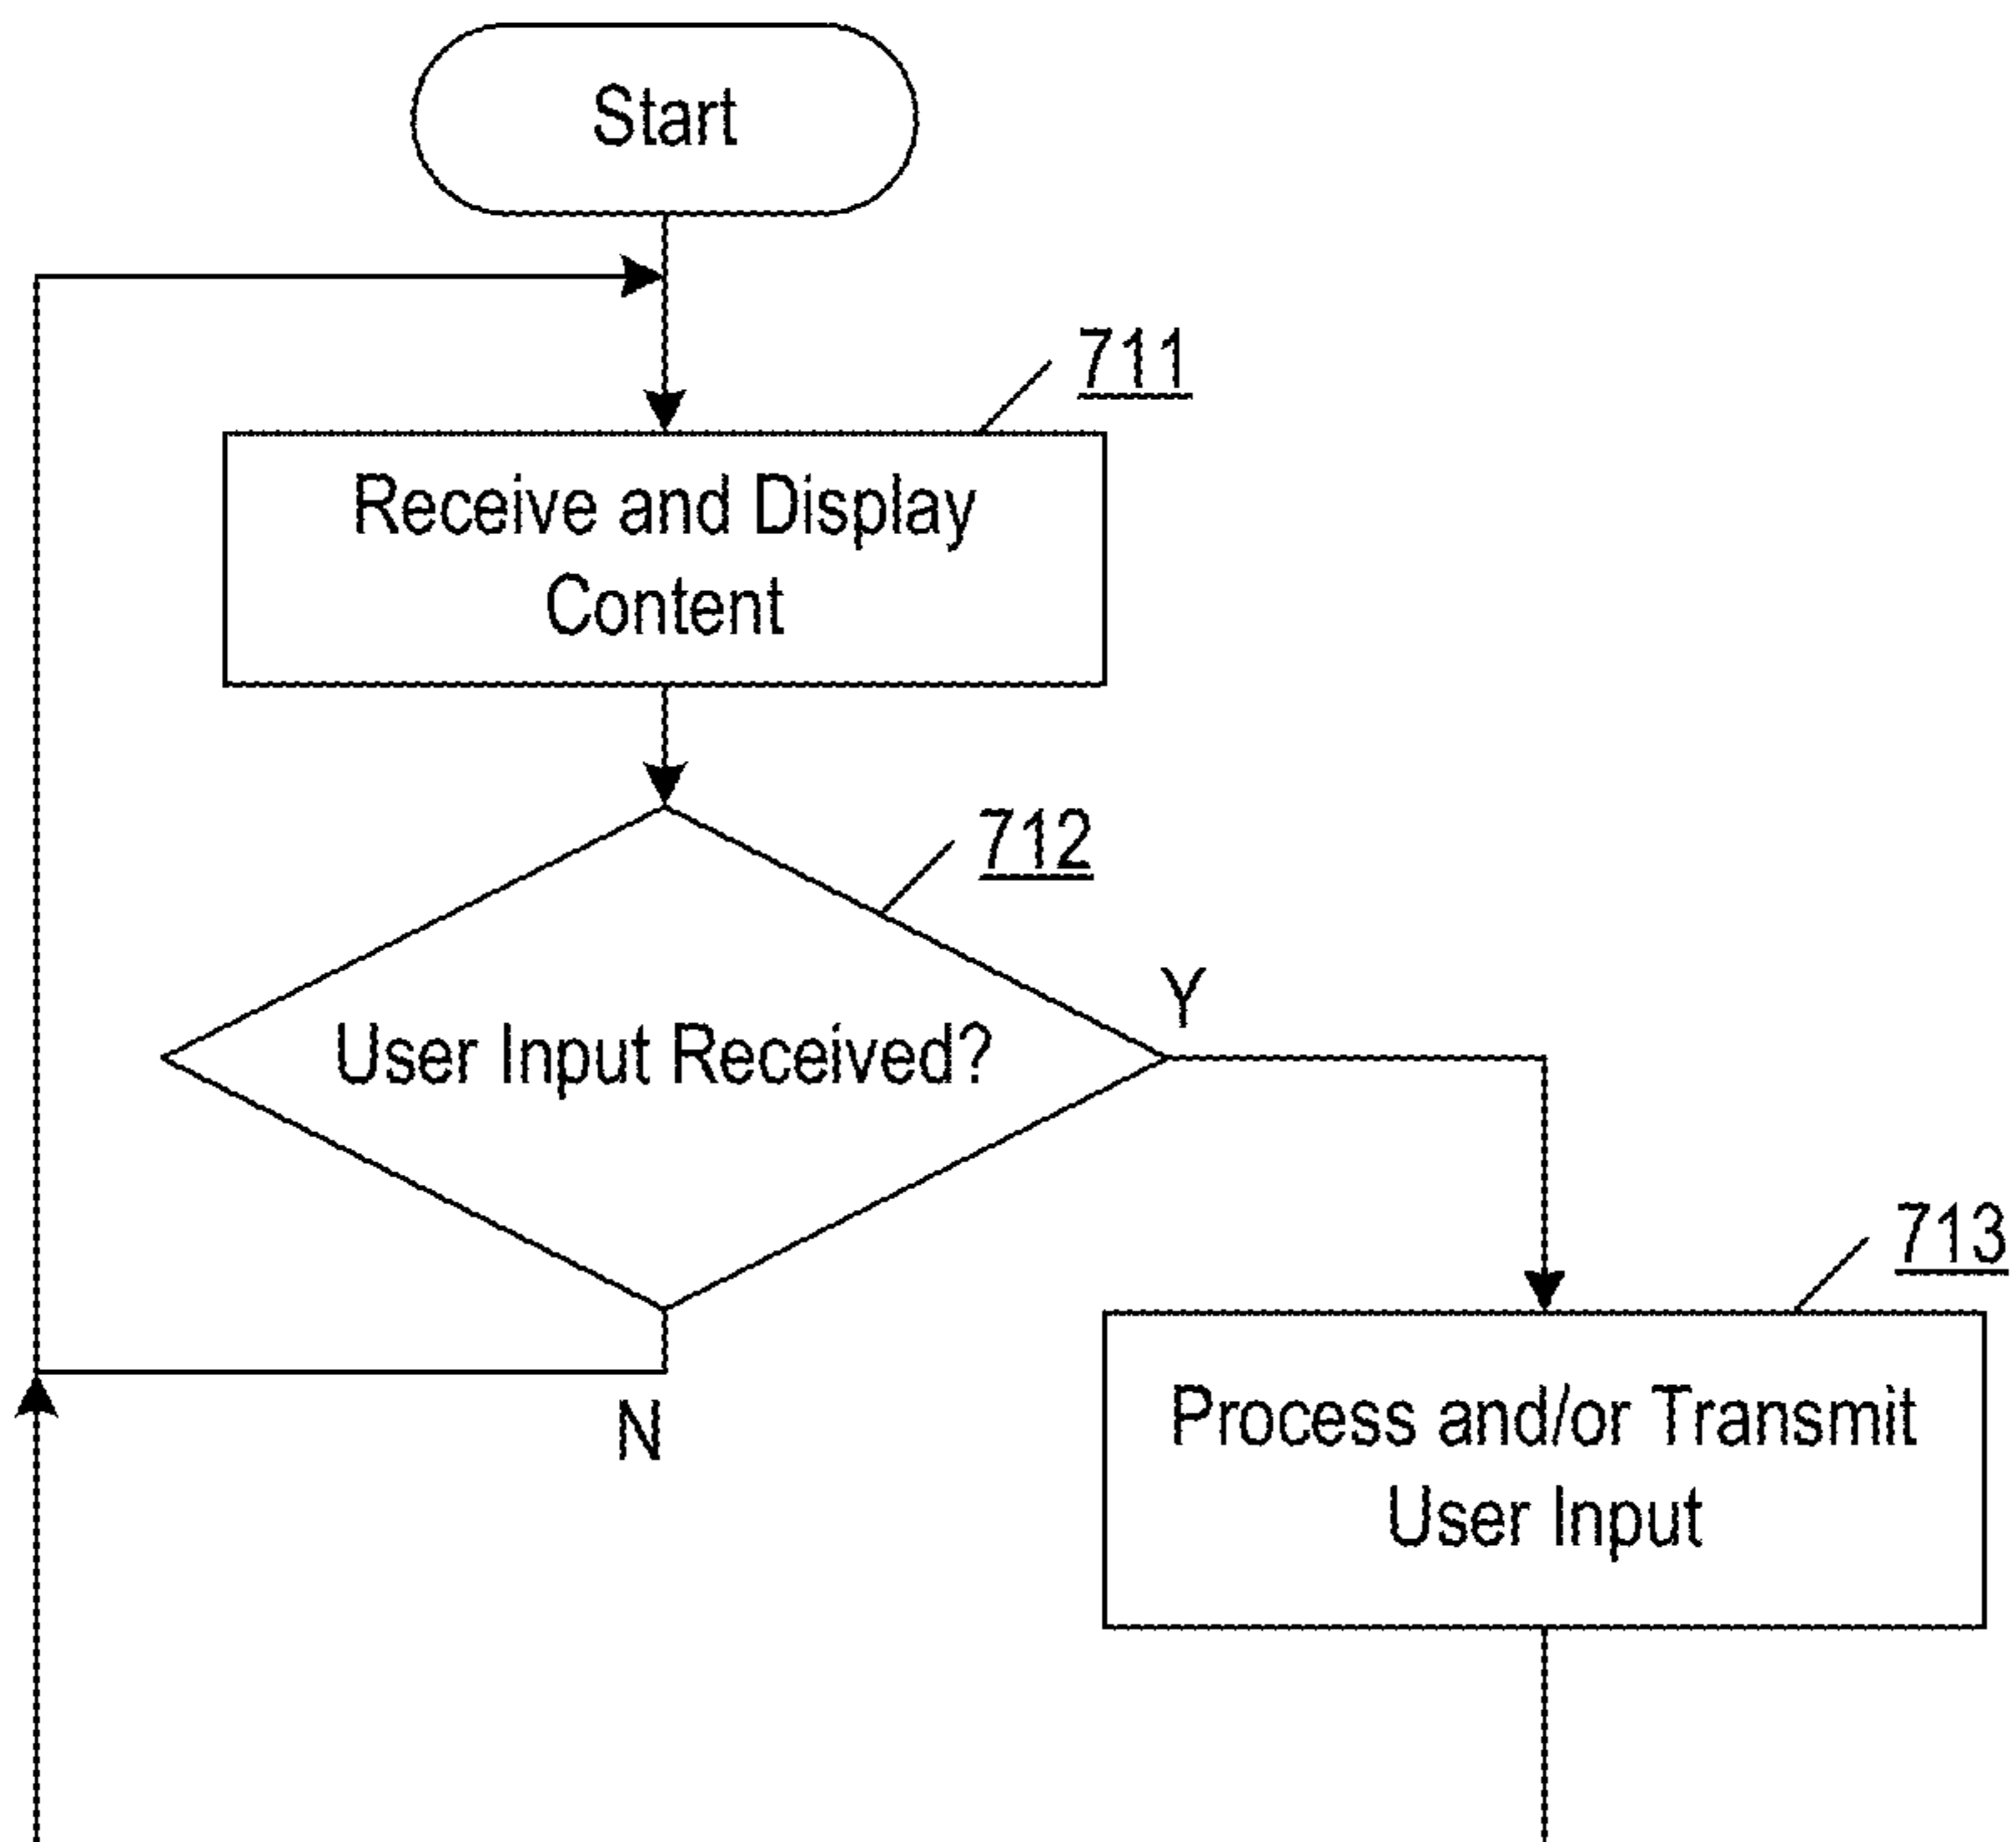 Start
711
Receive and Display
Content
712
Y
User Input Received?
713
N
Process and/or Transmit
User Input